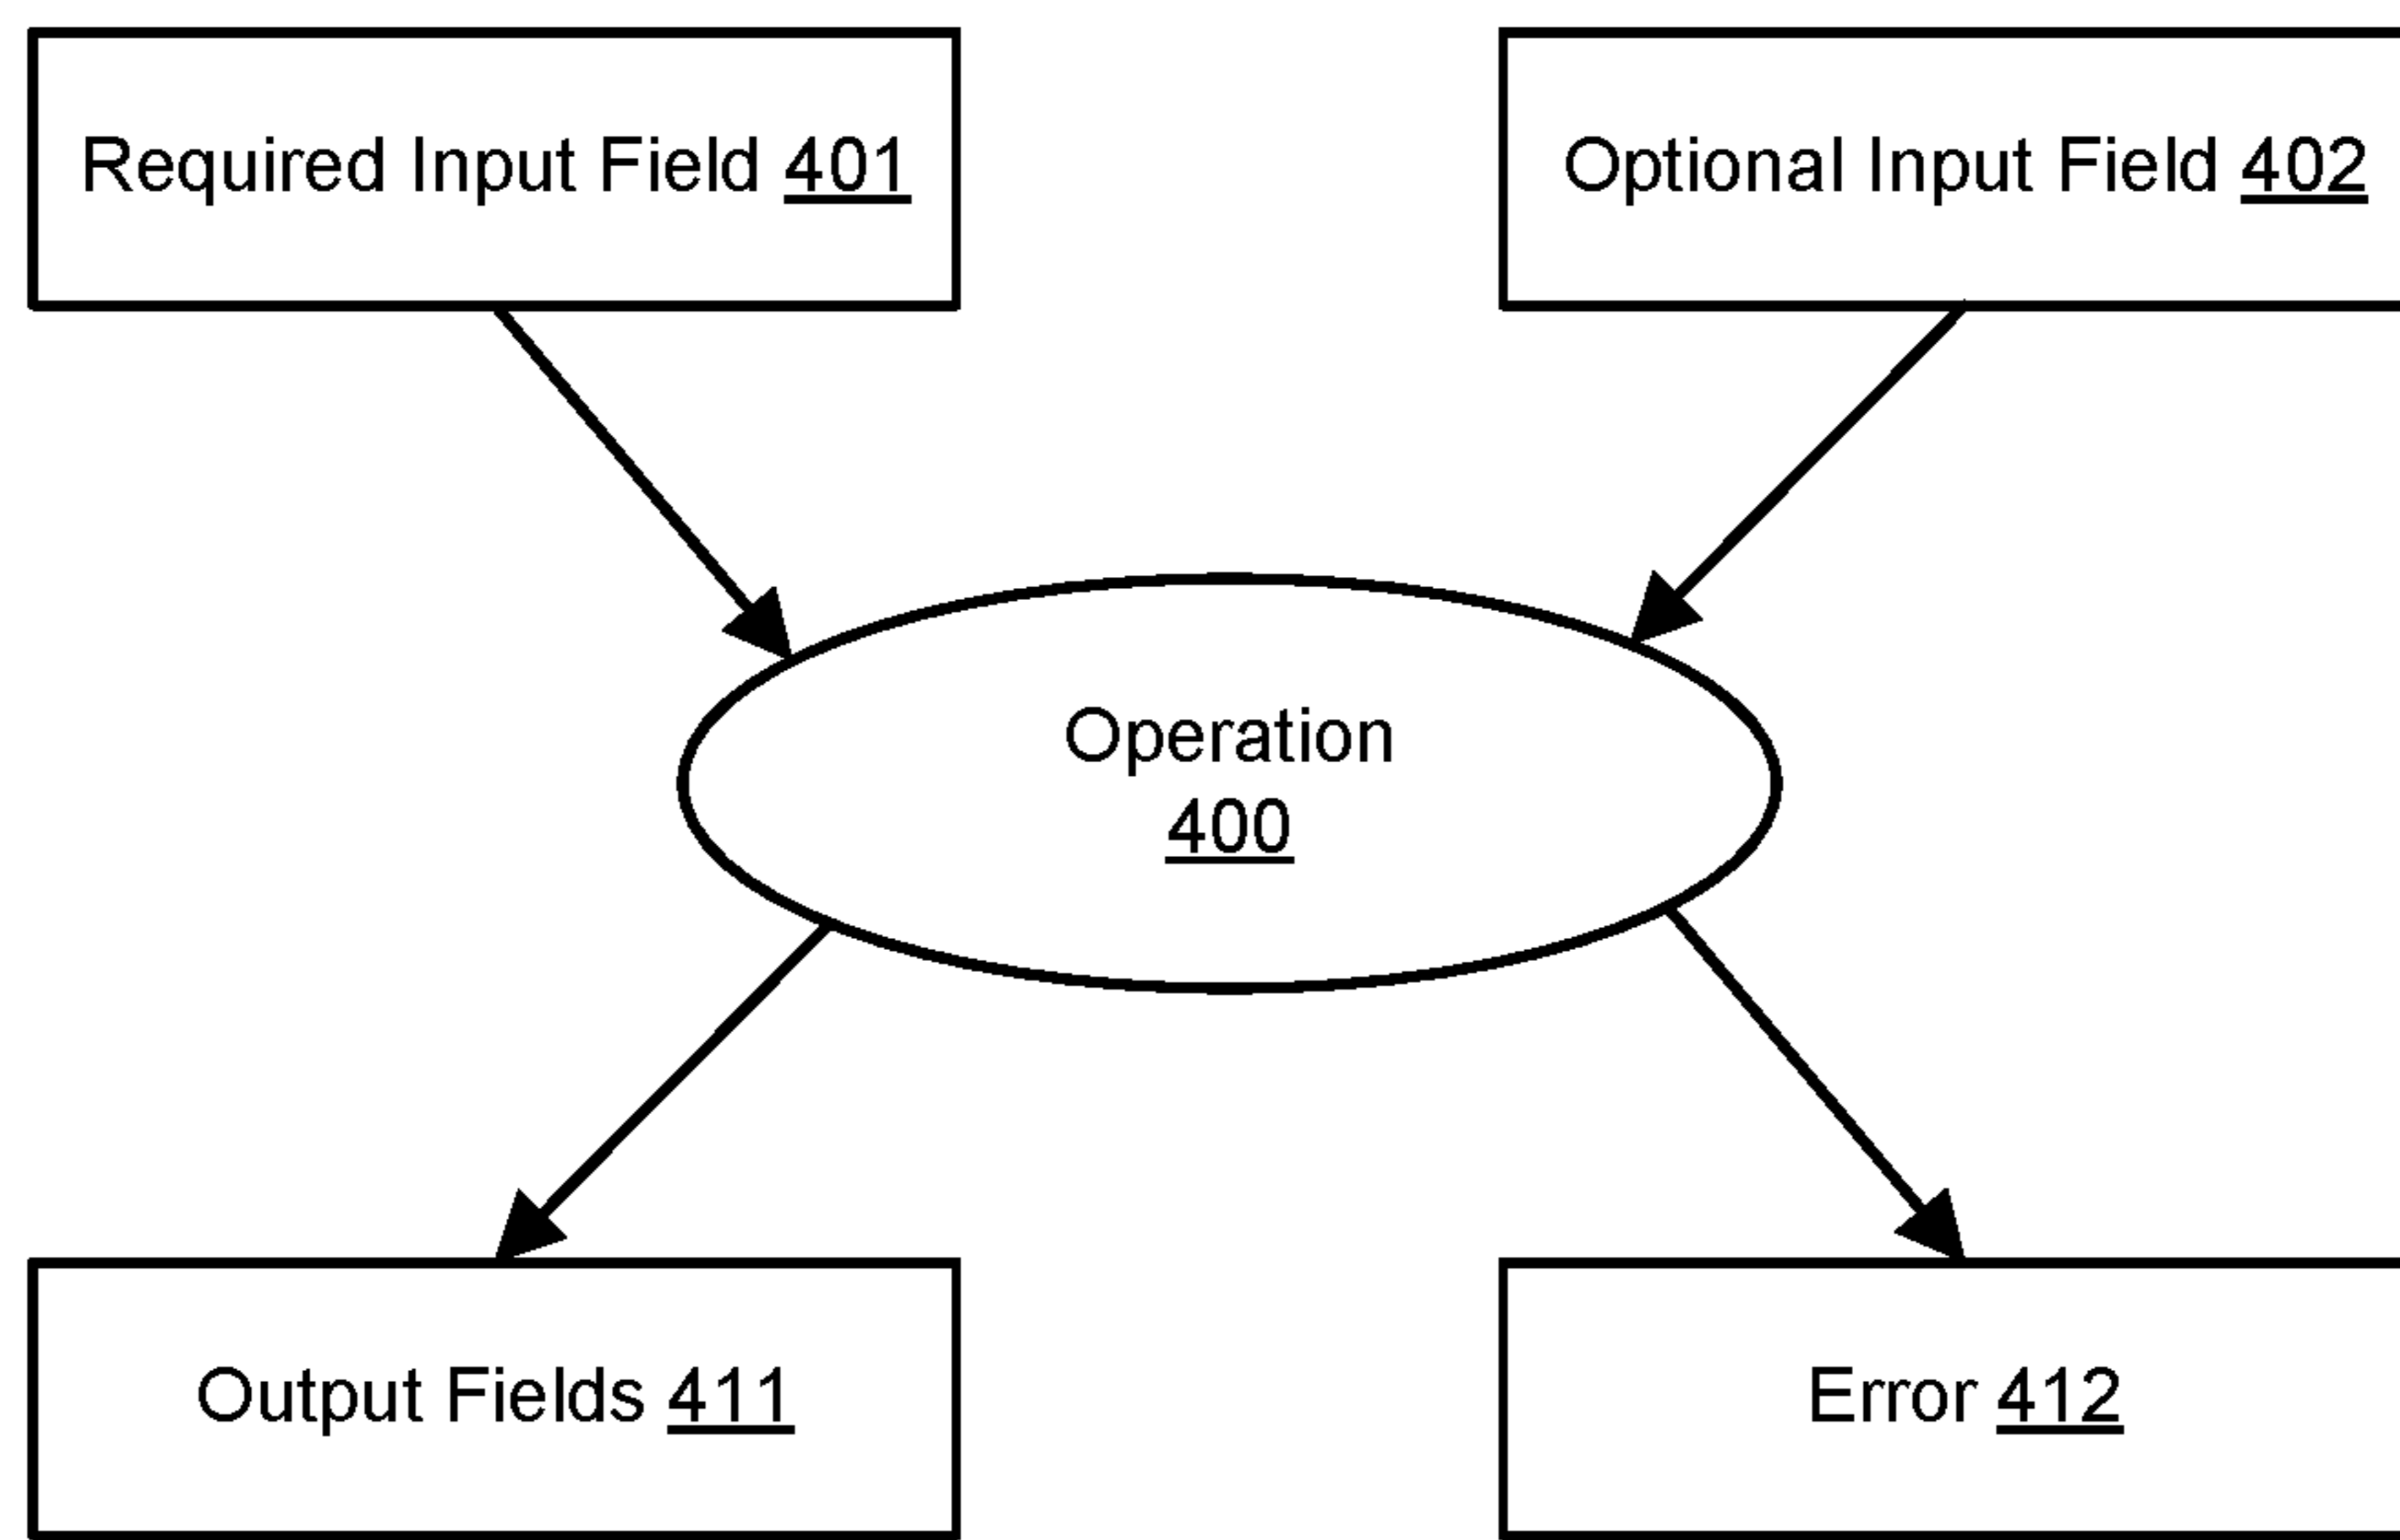 Required Input Field 401
Optional Input Field 402
Operation
400
Output Fields 411
Error 412